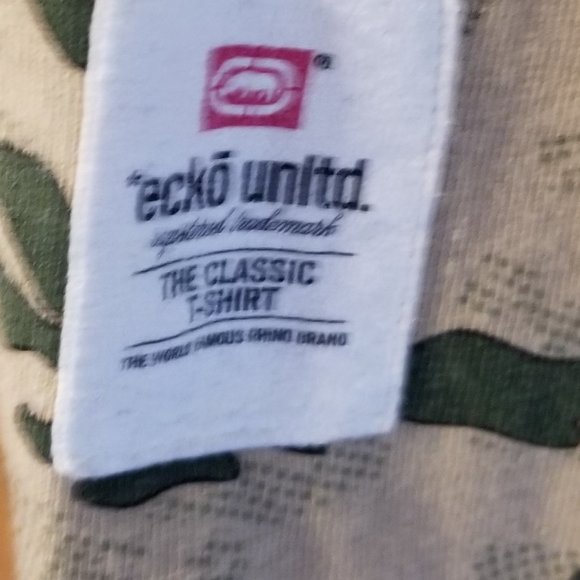 ®
*eckō unltd.
registered trademark
THE CLASSIC
T-SHIRT
THE WORLD FAMOUS RHINO BRAND